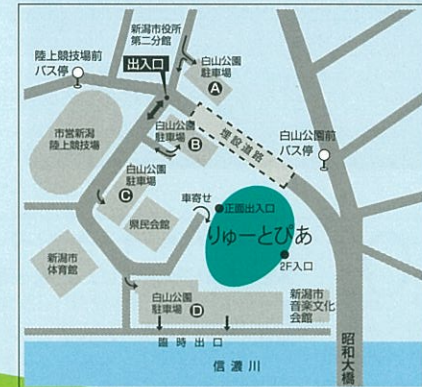 新潟市役所
第二分館
陸上競技場前
バス停
出入口
白山公園
駐車場
A
市営新潟
陸上競技場
白山公園
駐車場
B
埋設道路
白山公園前
バス停
白山公園
駐車場
C
車寄せ
正面出入口
県民会館
りゅーとぴあ
2F入口
新潟市
体育館
白山公園
駐車場
D
新潟市
音楽文化
会館
臨時出口
信濃川
昭和大橋